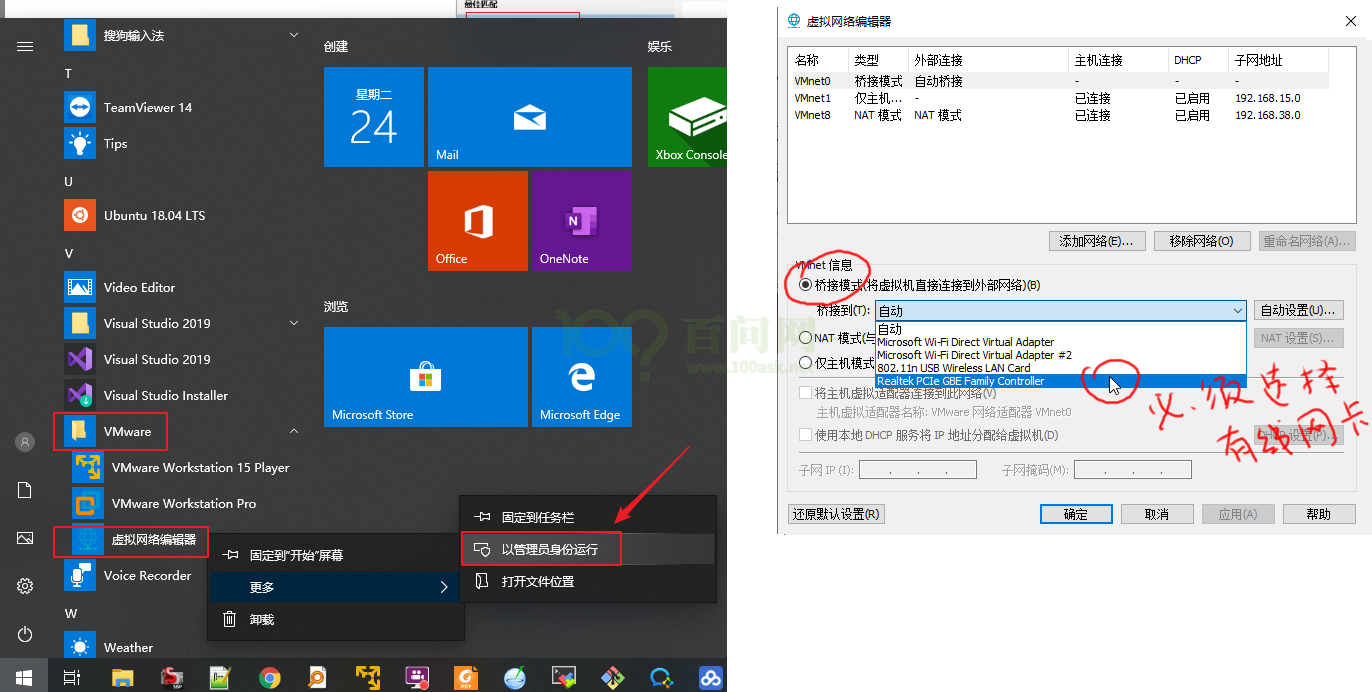 最佳匹配
搜狗输入法
T
TeamViewer 14
Tips
U
Ubuntu 18.04 LTS
V
Video Editor
Visual Studio 2019
Visual Studio 2019
Visual Studio Installer
VMware
VMware Workstation 15 Player
VMware Workstation Pro
虚拟网络编辑器
Voice Recorder
W
Weather
创建
娱乐
星期二
24
Mail
Xbox Console
Office
OneNote
浏览
Microsoft Store
Microsoft Edge
固定到"开始"屏幕
更多
卸载
固定到任务栏
以管理员身份运行
打开文件位置
100ask 百问网
www.100ask.net
虚拟网络编辑器
名称 类型 外部连接 主机连接 DHCP 子网地址
VMnet0 桥接模式 自动桥接 - - -
VMnet1 仅主机... - 已连接 已启用 192.168.15.0
VMnet8 NAT 模式 NAT 模式 已连接 已启用 192.168.38.0
添加网络(E)... 移除网络(O) 重命名网络(A)...
VMnet 信息
桥接模式(将虚拟机直接连接到外部网络)(B)
桥接到(T): 自动 自动设置(U)...
自动
Microsoft Wi-Fi Direct Virtual Adapter
Microsoft Wi-Fi Direct Virtual Adapter #2
802.11n USB Wireless LAN Card
Realtek PCIe GBE Family Controller
NAT 模式(与 NAT 设置(S)...
仅主机模式
将主机虚拟适配器连接到此网络(V)
主机虚拟适配器名称: VMware 网络适配器 VMnet0
使用本地 DHCP 服务将 IP 地址分配给虚拟机(D) DHCP 设置(P)...
必须选择
有线网卡
子网 IP (I): . . . 子网掩码(M): . . .
还原默认设置(R) 确定 取消 应用(A) 帮助